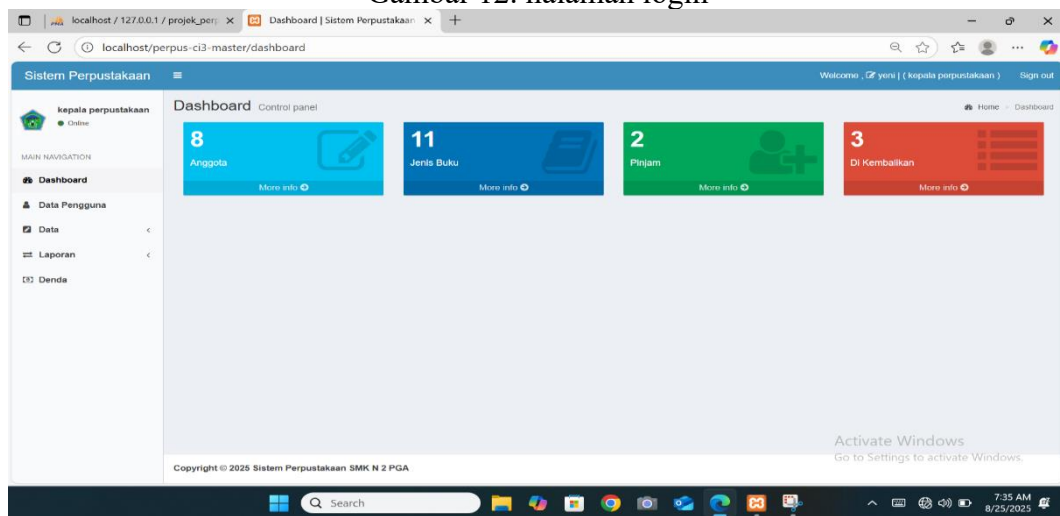 Gambar 12. halaman login
localhost / 127.0.0.1 / projek_perp
Dashboard | Sistem Perpustakaan
localhost/perpus-ci3-master/dashboard
Sistem Perpustakaan
Welcome , yeni | ( kepala perpustakaan ) Sign out
kepala perpustakaan
Online
Dashboard Control panel
Home > Dashboard
8
Anggota
More info
11
Jenis Buku
More info
2
Pinjam
More info
3
Di Kembalikan
More info
MAIN NAVIGATION
Dashboard
Data Pengguna
Data
Laporan
Denda
Activate Windows
Go to Settings to activate Windows.
Copyright © 2025 Sistem Perpustakaan SMK N 2 PGA
Search
7:35 AM
8/25/2025